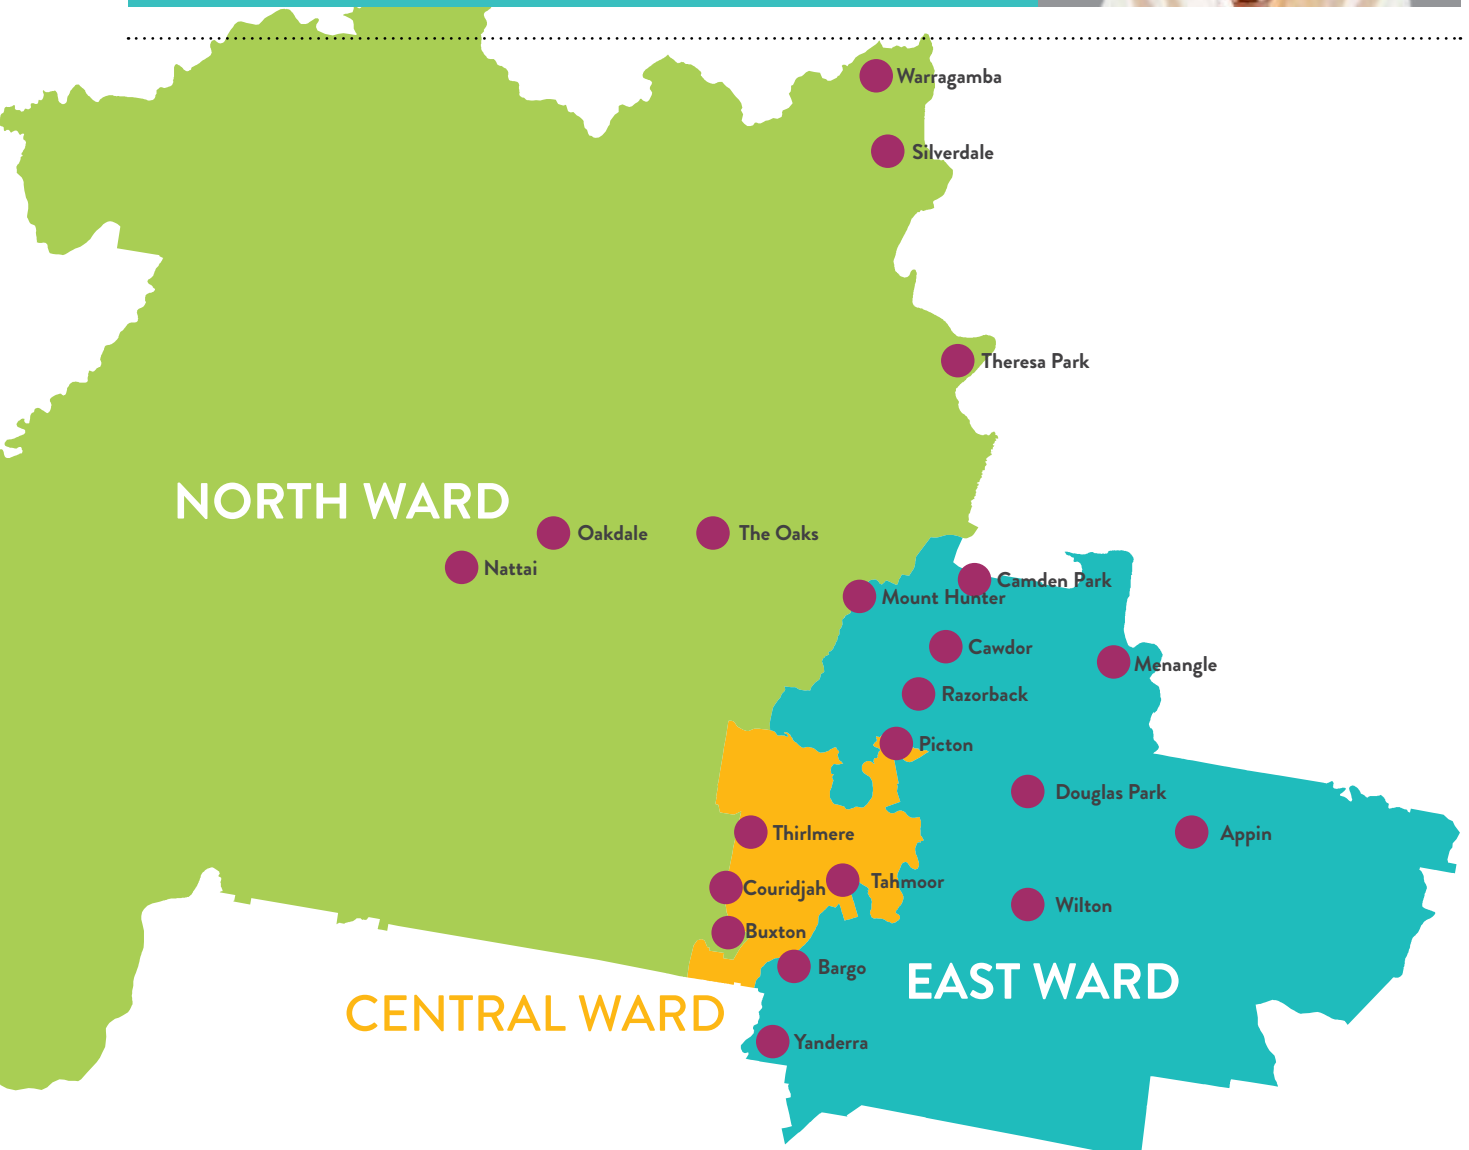 Warragamba
Silverdale
Theresa Park
NORTH WARD
Oakdale
The Oaks
Nattai
Camden Park
Mount Hunter
Cawdor
Menangle
Razorback
Picton
Douglas Park
Thirlmere
Appin
Tahmoor
Couridjah
Wilton
Buxton
Bargo
EAST WARD
CENTRAL WARD
Yanderra